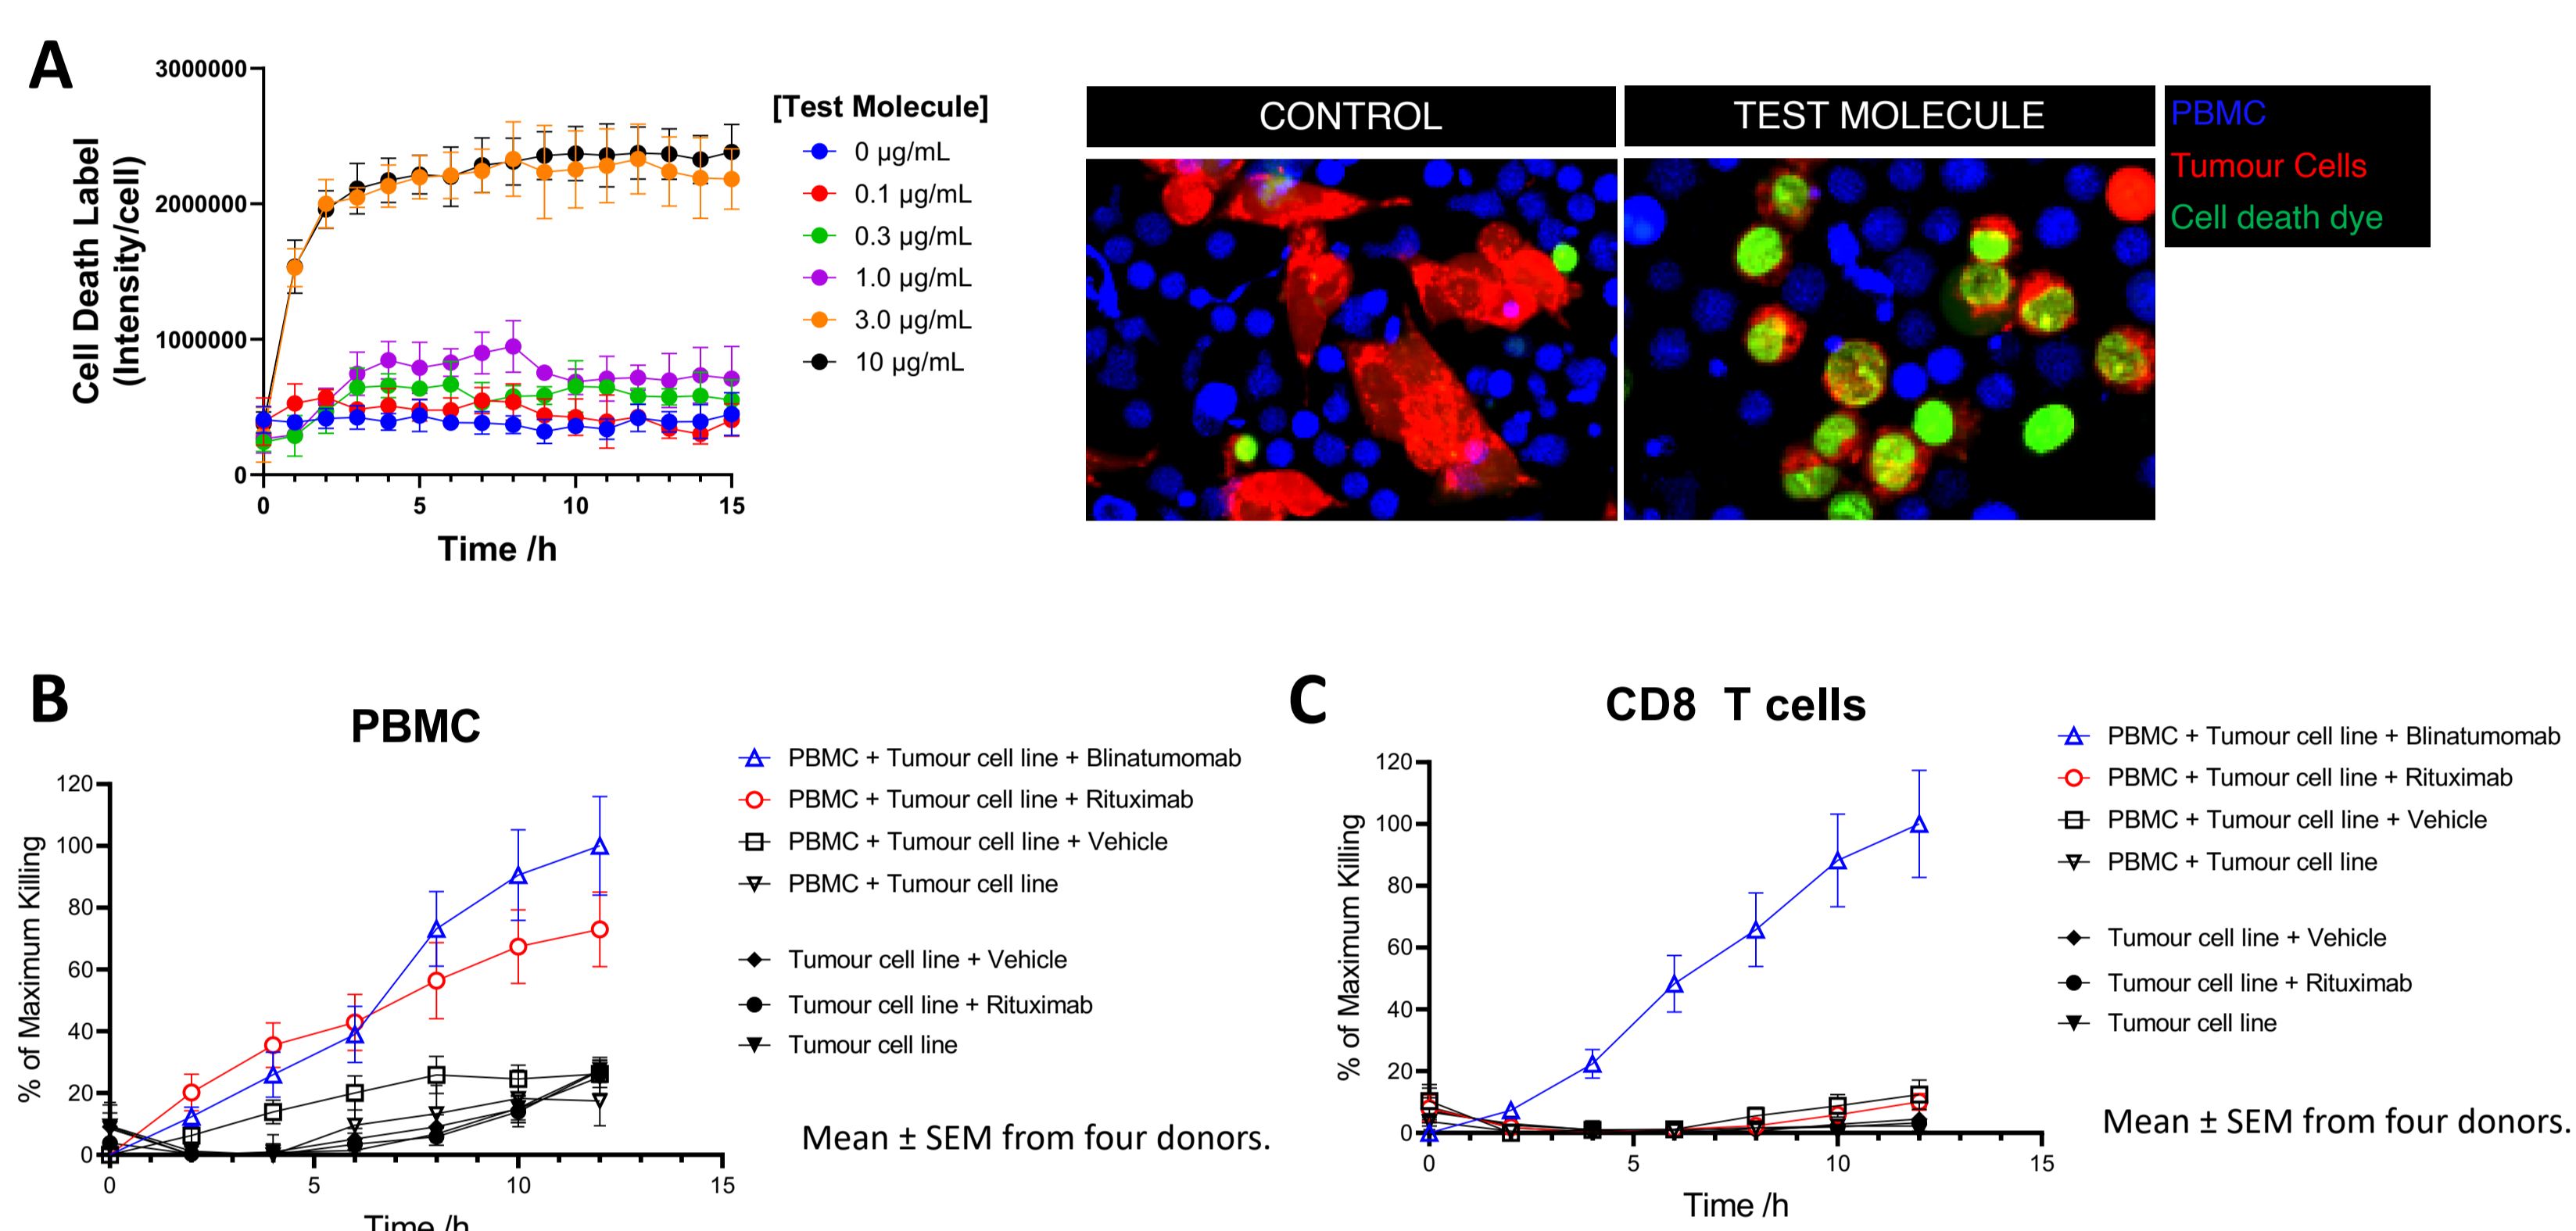 A
3000000
2000000
1000000
0
Cell Death Label
(Intensity/cell)
0 5 10 15
Time /h
[Test Molecule]
0 µg/mL
0.1 µg/mL
0.3 µg/mL
1.0 µg/mL
3.0 µg/mL
10 µg/mL
CONTROL
TEST MOLECULE
PBMC
Tumour Cells
Cell death dye
B
PBMC
120
100
80
60
40
20
0
% of Maximum Killing
0 5 10 15
Time /h
PBMC + Tumour cell line + Blinatumomab
PBMC + Tumour cell line + Rituximab
PBMC + Tumour cell line + Vehicle
PBMC + Tumour cell line
Tumour cell line + Vehicle
Tumour cell line + Rituximab
Tumour cell line
Mean ± SEM from four donors.
C
CD8 T cells
120
100
80
60
40
20
0
% of Maximum Killing
0 5 10 15
Time /h
PBMC + Tumour cell line + Blinatumomab
PBMC + Tumour cell line + Rituximab
PBMC + Tumour cell line + Vehicle
PBMC + Tumour cell line
Tumour cell line + Vehicle
Tumour cell line + Rituximab
Tumour cell line
Mean ± SEM from four donors.